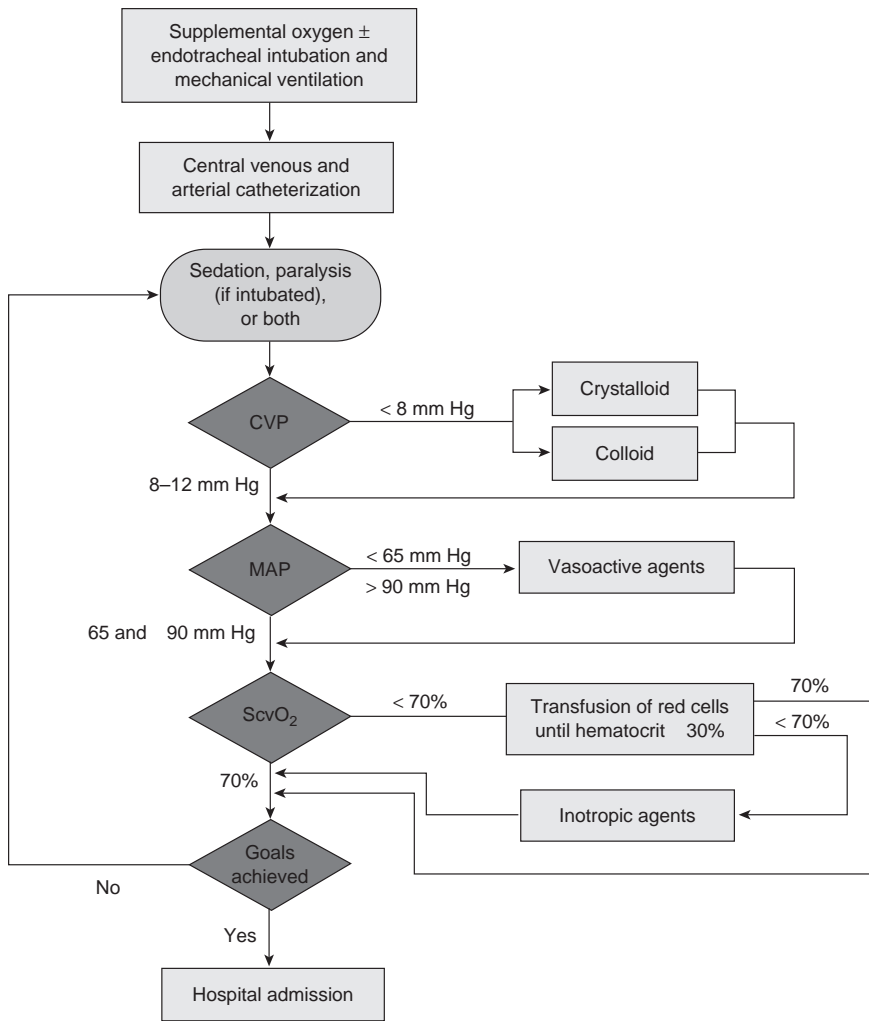 Supplemental oxygen ±
endotracheal intubation and
mechanical ventilation
Central venous and
arterial catheterization
Sedation, paralysis
(if intubated),
or both
CVP
< 8 mm Hg
Crystalloid
Colloid
8–12 mm Hg
MAP
< 65 mm Hg
> 90 mm Hg
Vasoactive agents
65 and 90 mm Hg
ScvO₂
< 70%
Transfusion of red cells
until hematocrit 30%
70%
< 70%
70%
Inotropic agents
Goals
achieved
No
Yes
Hospital admission